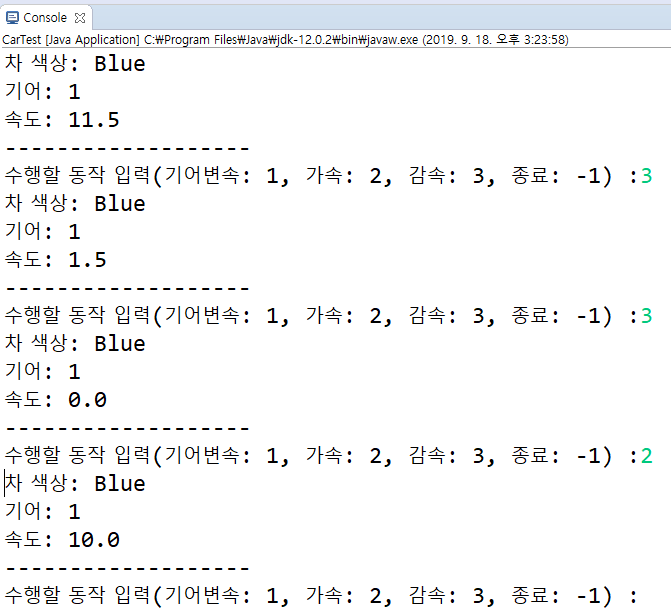 Console
CarTest [Java Application] C:₩Program Files₩Java₩jdk-12.0.2₩bin₩javaw.exe (2019. 9. 18. 오후 3:23:58)
차 색상: Blue
기어: 1
속도: 11.5
-------------------
수행할 동작 입력(기어변속: 1, 가속: 2, 감속: 3, 종료: -1) :3
차 색상: Blue
기어: 1
속도: 1.5
-------------------
수행할 동작 입력(기어변속: 1, 가속: 2, 감속: 3, 종료: -1) :3
차 색상: Blue
기어: 1
속도: 0.0
-------------------
수행할 동작 입력(기어변속: 1, 가속: 2, 감속: 3, 종료: -1) :2
차 색상: Blue
기어: 1
속도: 10.0
-------------------
수행할 동작 입력(기어변속: 1, 가속: 2, 감속: 3, 종료: -1) :